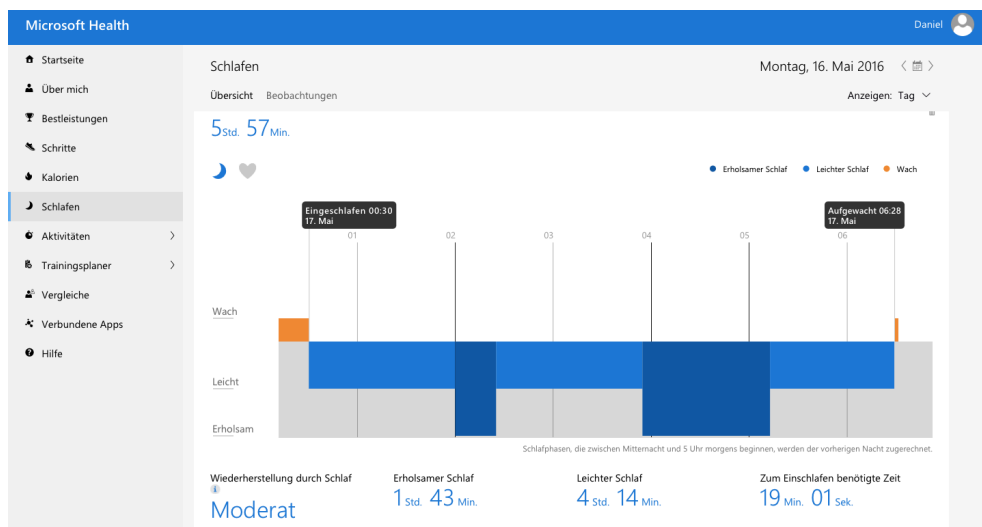 Microsoft Health
Daniel
Startseite
Über mich
Bestleistungen
Schritte
Kalorien
Schlafen
Aktivitäten
Trainingsplaner
Vergleiche
Verbundene Apps
Hilfe
Schlafen
Montag, 16. Mai 2016
Übersicht Beobachtungen
Anzeigen: Tag
5 Std. 57 Min.
Erholsamer Schlaf Leichter Schlaf Wach
Eingeschlafen 00:30
17. Mai
Aufgewacht 06:28
17. Mai
01 02 03 04 05 06
Wach
Leicht
Erholsam
Schlafphasen, die zwischen Mitternacht und 5 Uhr morgens beginnen, werden der vorherigen Nacht zugerechnet.
Wiederherstellung durch Schlaf
Moderat
Erholsamer Schlaf
1 Std. 43 Min.
Leichter Schlaf
4 Std. 14 Min.
Zum Einschlafen benötigte Zeit
19 Min. 01 Sek.